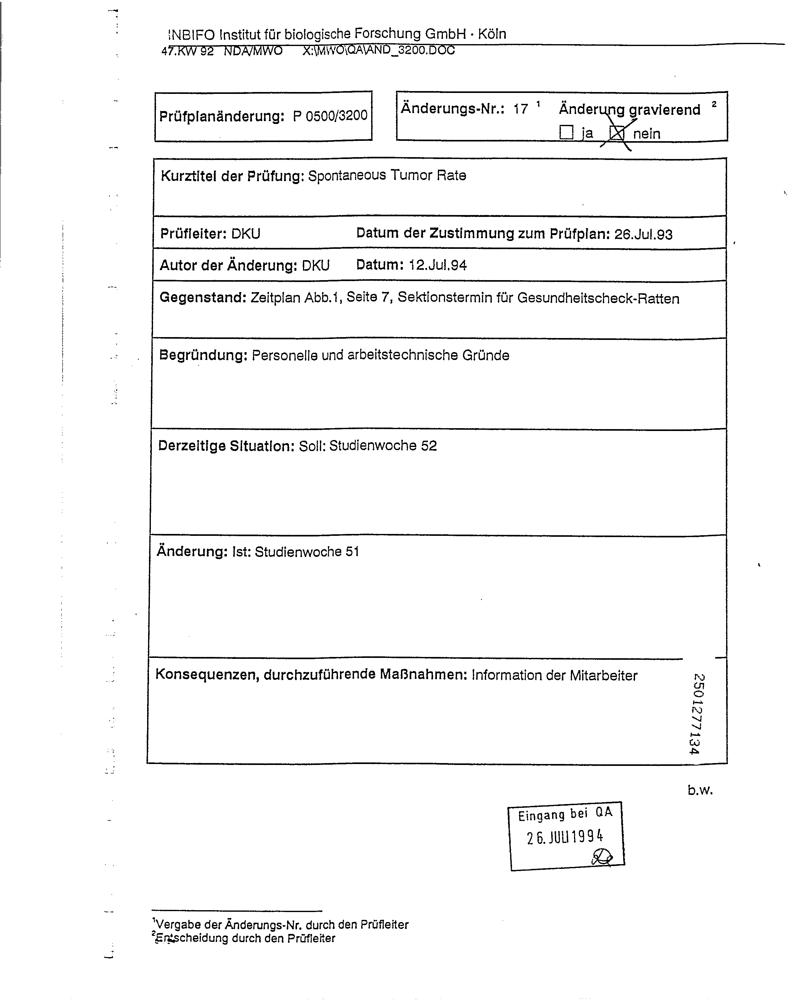 INBIFO Institut für biologische Forschung GmbH · Köln
47.KW 92 NDA/MWO X:\MWO\QA\AND_3200.DOC
Prüfplanänderung: P 0500/3200
Änderungs-Nr.: 17 ¹ Änderung gravierend ²
☐ ja ☒ nein
Kurztitel der Prüfung: Spontaneous Tumor Rate
Prüfleiter: DKU Datum der Zustimmung zum Prüfplan: 26.Jul.93
Autor der Änderung: DKU Datum: 12.Jul.94
Gegenstand: Zeitplan Abb.1, Seite 7, Sektionstermin für Gesundheitscheck-Ratten
Begründung: Personelle und arbeitstechnische Gründe
Derzeitige Situation: Soll: Studienwoche 52
Änderung: Ist: Studienwoche 51
Konsequenzen, durchzuführende Maßnahmen: Information der Mitarbeiter
2501277134
b.w.
Eingang bei QA
26. JULI 1994
¹Vergabe der Änderungs-Nr. durch den Prüfleiter
²Entscheidung durch den Prüfleiter